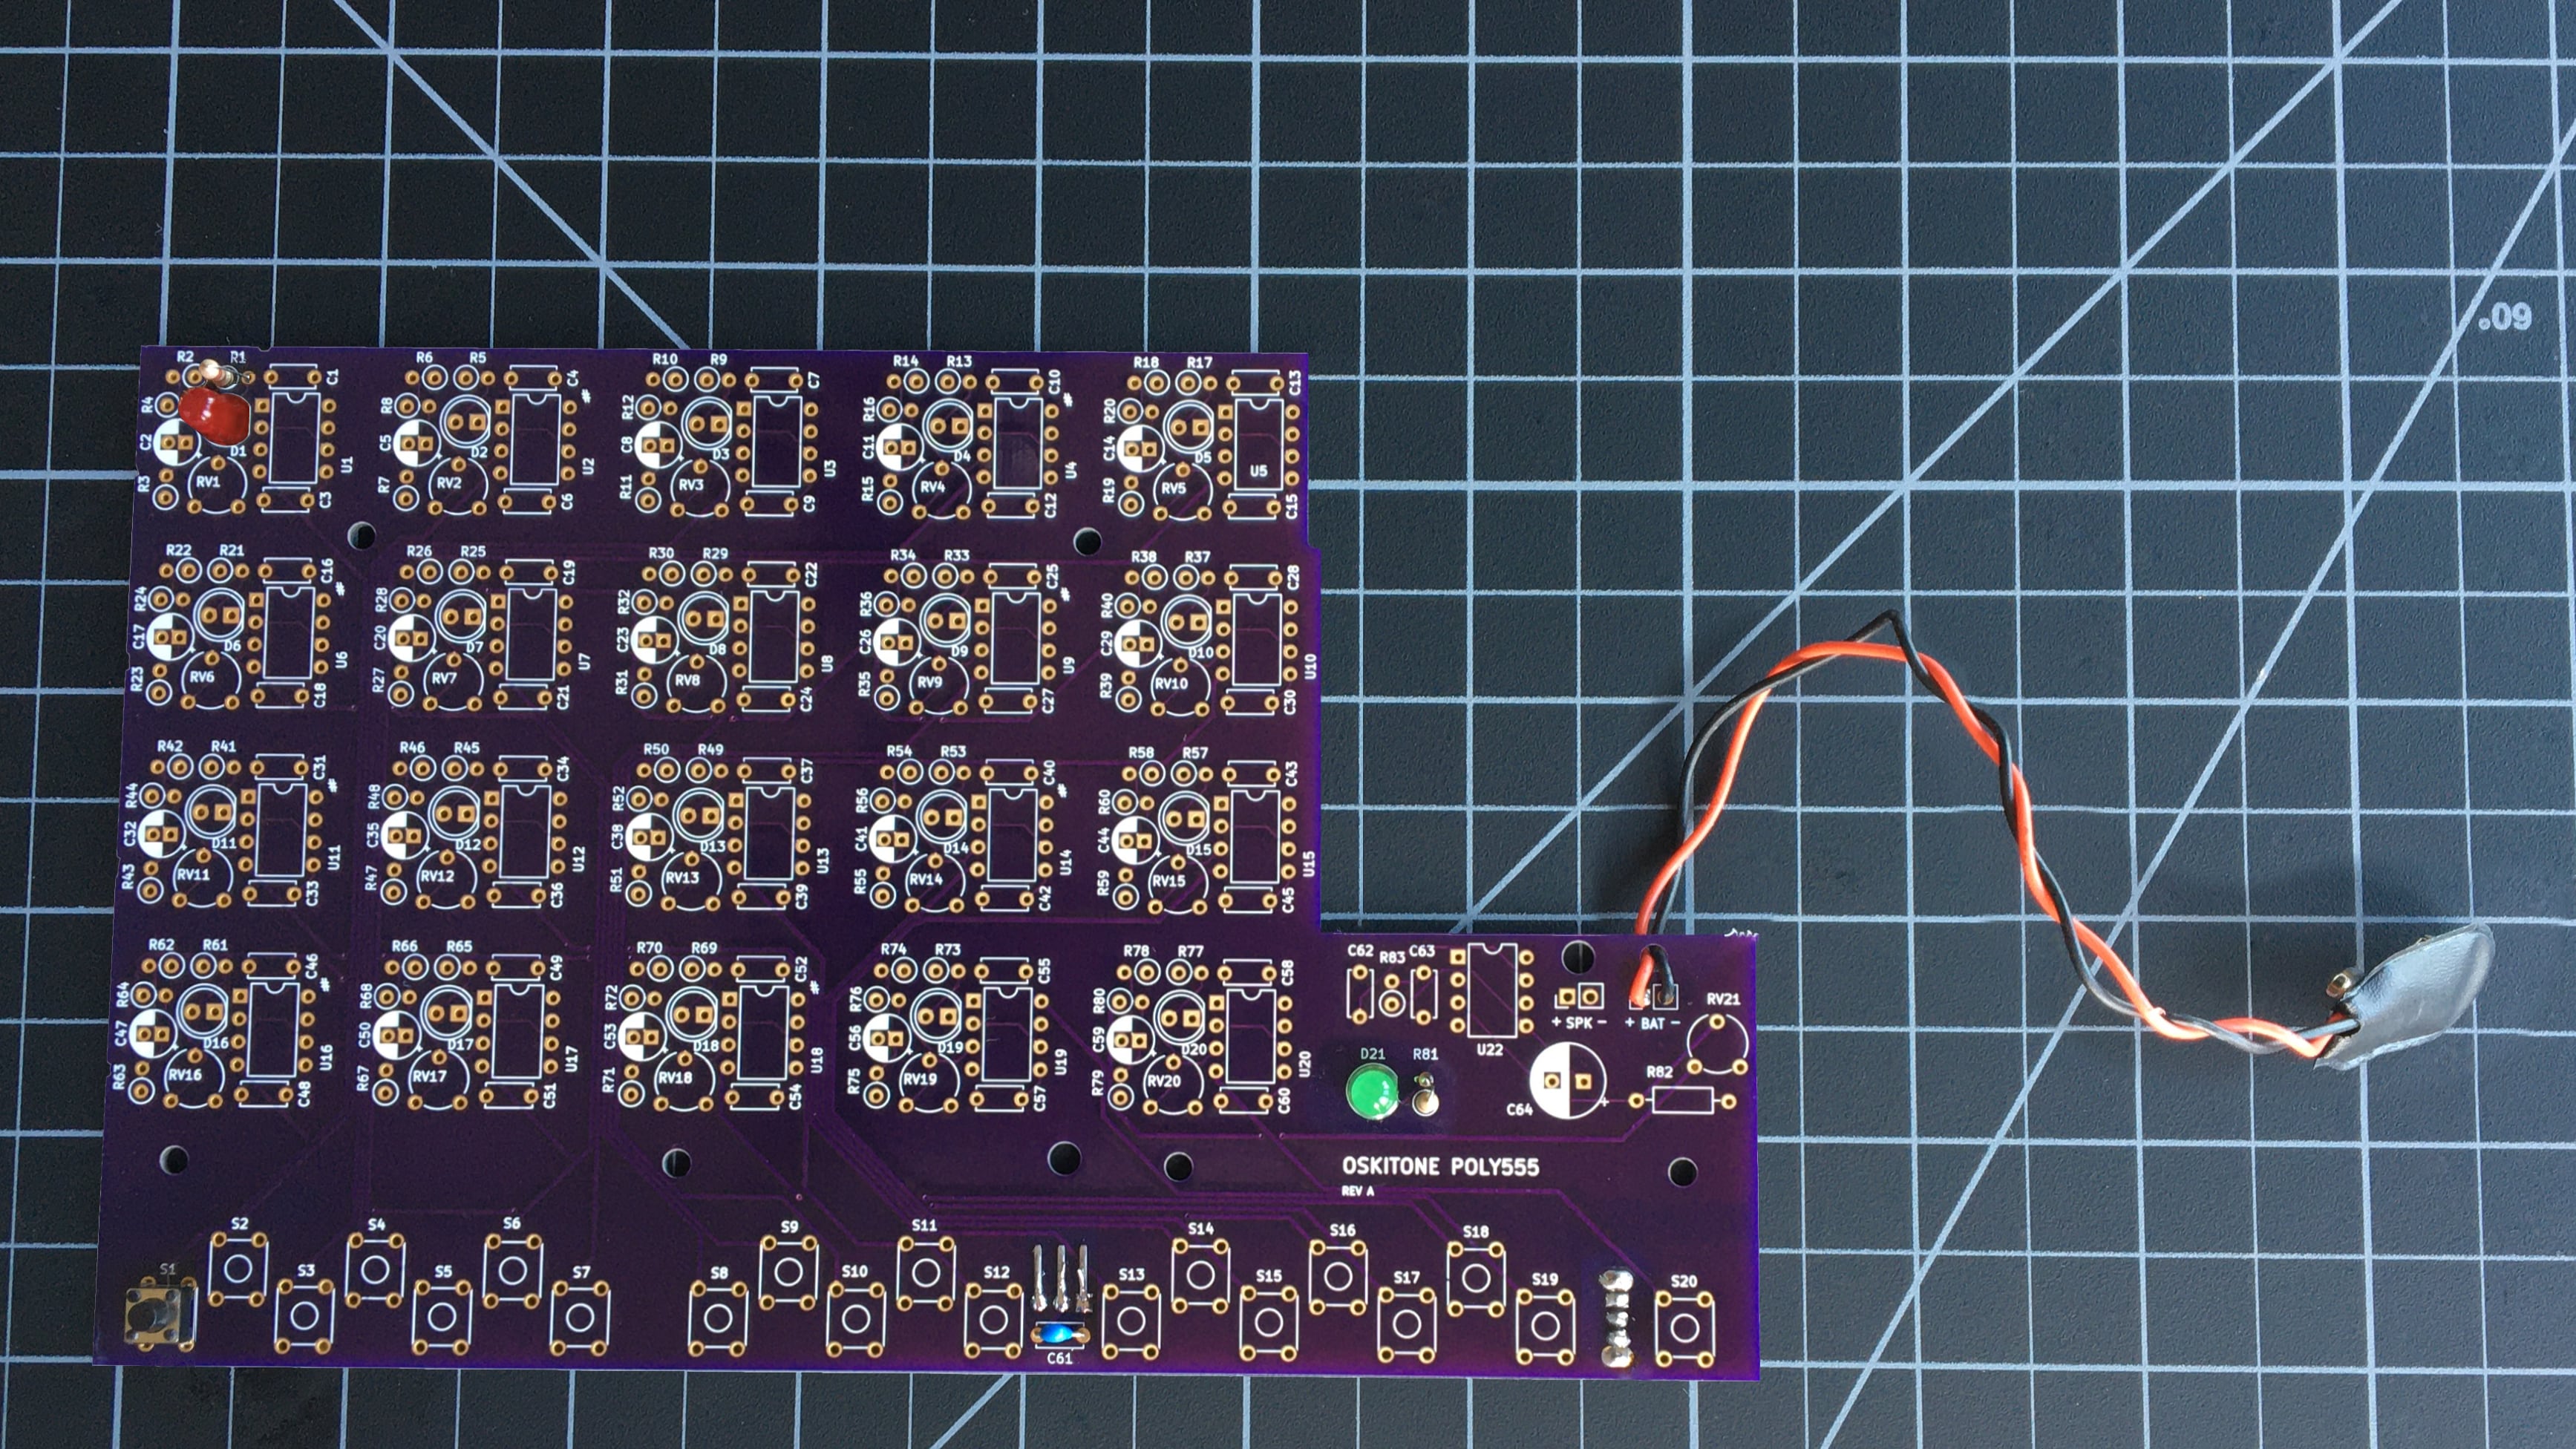 R2 R1 R6 R5 R10 R9 R14 R13 R18 R17
R4 C1 R8 C4 R12 C7 R16 C10 R20 C13
C2 D1 U1 C5 D2 U2 C8 D3 U3 C11 D4 U4 C14 D5 U5
R3 RV1 C3 R7 RV2 C6 R11 RV3 C9 R15 RV4 C12 R19 RV5 C15
R22 R21 R26 R25 R30 R29 R34 R33 R38 R37
R24 C16 R28 C19 R32 C22 R36 C25 R40 C28
C17 D6 U6 C20 D7 U7 C23 D8 U8 C26 D9 U9 C29 D10 U10
R23 RV6 C18 R27 RV7 C21 R31 RV8 C24 R35 RV9 C27 R39 RV10 C30
R42 R41 R46 R45 R50 R49 R54 R53 R58 R57
R44 C31 R48 C34 R52 C37 R56 C40 R60 C43
C32 D11 U11 C35 D12 U12 C38 D13 U13 C41 D14 U14 C44 D15 U15
R43 RV11 C33 R47 RV12 C36 R51 RV13 C39 R55 RV14 C42 R59 RV15 C45
R62 R61 R66 R65 R70 R69 R74 R73 R78 R77 C62 R83 C63
R64 C46 R68 C49 R72 C52 R76 C55 R80 C58 RV21
C47 D16 U16 C50 D17 U17 C53 D18 U18 C56 D19 U19 C59 D20 U20 U22 + SPK - + BAT -
R63 RV16 C48 R67 RV17 C51 R71 RV18 C54 R75 RV19 C57 R79 RV20 C60 D21 R81 C64 R82
OSKITONE POLY555
REV A
S2 S4 S6 S9 S11 S14 S16 S18
S1 S3 S5 S7 S8 S10 S12 S13 S15 S17 S19 S20
C61
.09